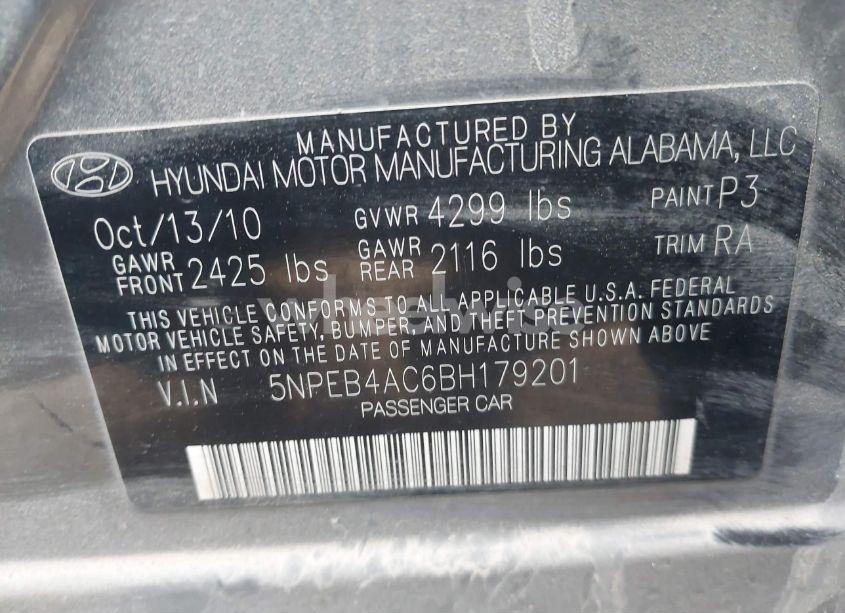 MANUFACTURED BY
HYUNDAI MOTOR MANUFACTURING ALABAMA, LLC
Oct/13/10 GVWR 4299 lbs PAINT P3
GAWR FRONT 2425 lbs GAWR REAR 2116 lbs TRIM RA
wheelwise
THIS VEHICLE CONFORMS TO ALL APPLICABLE U.S.A. FEDERAL
MOTOR VEHICLE SAFETY, BUMPER, AND THEFT PREVENTION STANDARDS
IN EFFECT ON THE DATE OF MANUFACTURE SHOWN ABOVE
V.I.N 5NPEB4AC6BH179201
PASSENGER CAR